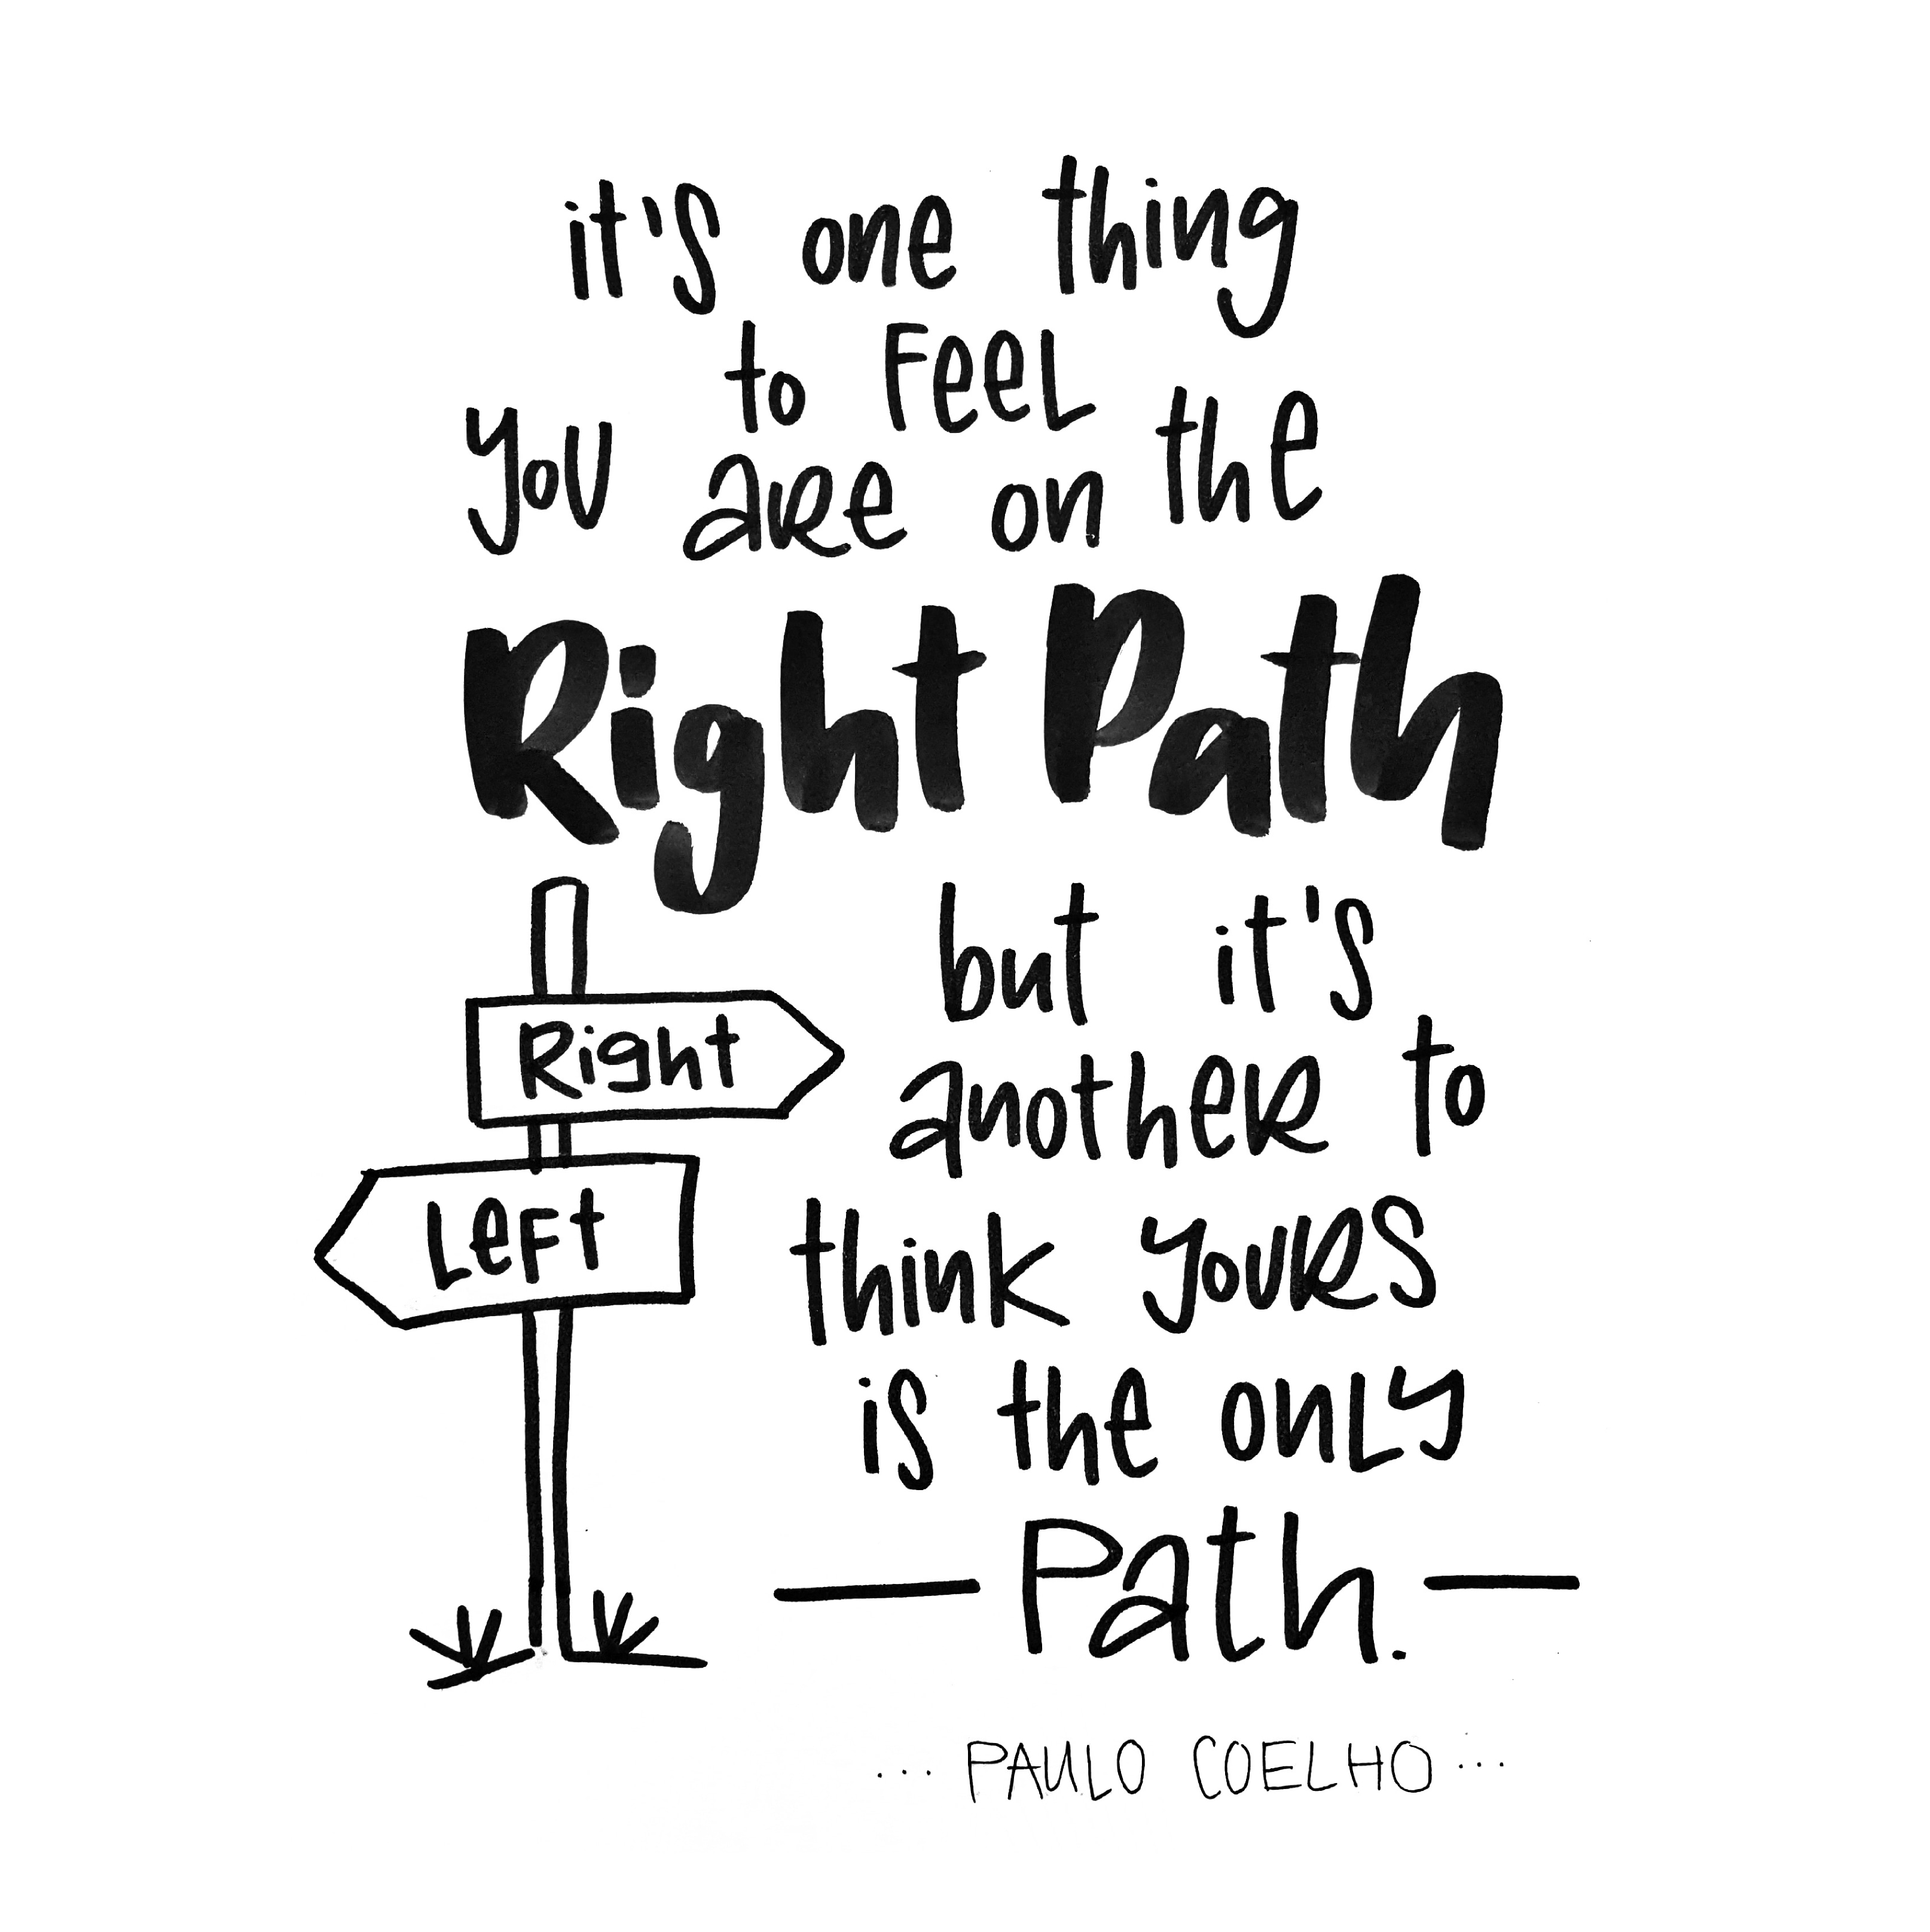 it's one thing
to FeeL
you are on the
Right Path
but it's
another to
Right
LeFt
think yours
is the onLy
— Path. —
... PAULO COELHO ...